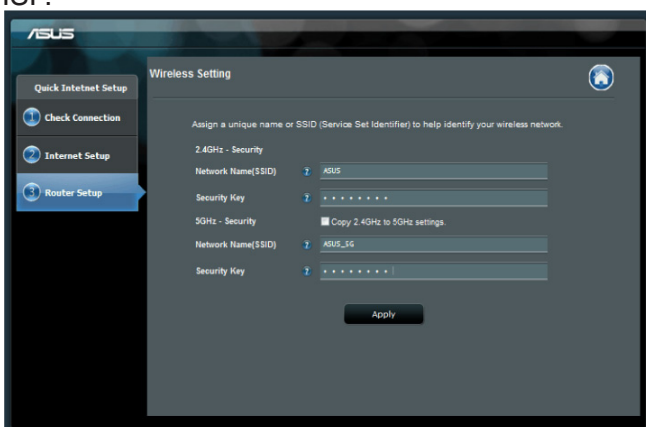 ISP.
ASUS
Quick Intetnet Setup
1 Check Connection
2 Internet Setup
3 Router Setup
Wireless Setting
Assign a unique name or SSID (Service Set Identifier) to help identify your wireless network.
2.4GHz - Security
Network Name(SSID) ? ASUS
Security Key ? ••••••••
5GHz - Security Copy 2.4GHz to 5GHz settings.
Network Name(SSID) ? ASUS_5G
Security Key ? ••••••••
Apply